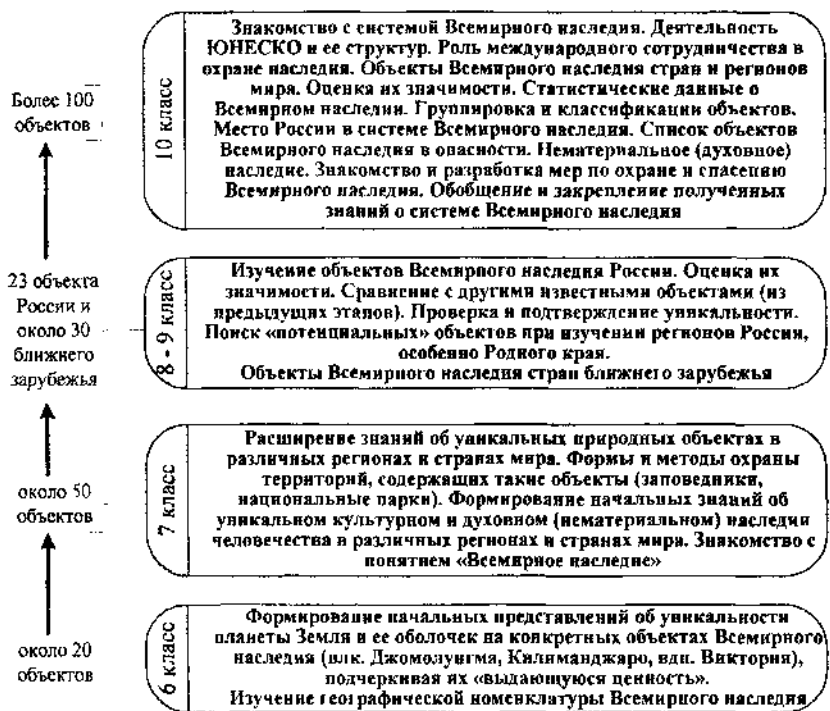 Знакомство с системой Всемирного наследия. Деятельность
ЮНЕСКО и ее структур. Роль международного сотрудничества в
охране наследия. Объекты Всемирного наследия стран и регионов
мира. Оценка их значимости. Статистические данные о
Всемирном наследии. Группировка и классификации объектов.
Место России в системе Всемирного наследия. Список объектов
Всемирного наследия в опасности. Нематериальное (духовное)
наследие. Знакомство и разработка мер по охране и спасению
Всемирного наследия. Обобщение и закрепление полученных
знаний о системе Всемирного наследия
10 класс
Более 100
объектов
Изучение объектов Всемирного наследия России. Оценка их
значимости. Сравнение с другими известными объектами (из
предыдущих этапов). Проверка и подтверждение уникальности.
Поиск «потенциальных» объектов при изучении регионов России,
особенно Родного края.
Объекты Всемирного наследия стран ближнего зарубежья
8 - 9 класс
23 объекта
России и
около 30
ближнего
зарубежья
Расширение знаний об уникальных природных объектах в
различных регионах и странах мира. Формы и методы охраны
территорий, содержащих такие объекты (заповедники,
национальные парки). Формирование начальных знаний об
уникальном культурном и духовном (нематериальном) наследии
человечества в различных регионах и странах мира. Знакомство с
понятием «Всемирное наследие»
7 класс
около 50
объектов
Формирование начальных представлений об уникальности
планеты Земля и ее оболочек на конкретных объектах Всемирного
наследия (влк. Джомолунгма, Килиманджаро, вдп. Виктория),
подчеркивая их «выдающуюся ценность».
Изучение географической номенклатуры Всемирного наследия
6 класс
около 20
объектов